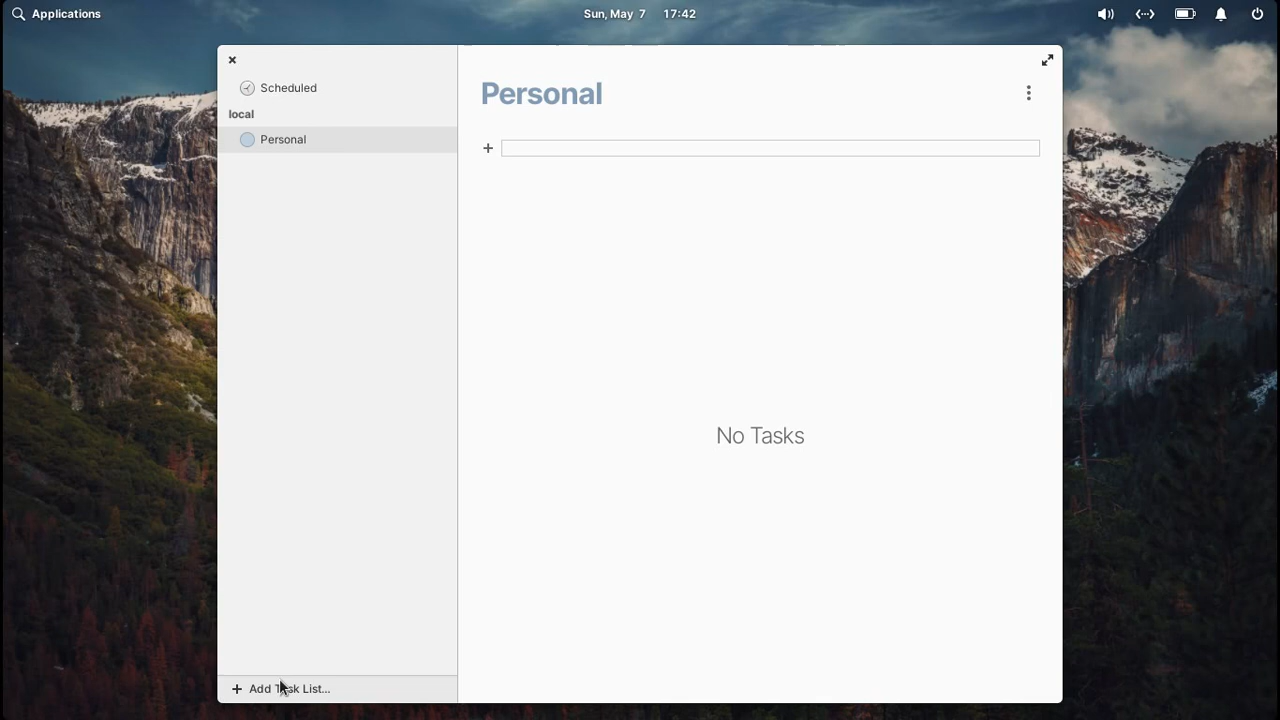 Applications
Sun, May 7 17:42
Scheduled
local
Personal
Personal
No Tasks
Add Task List...